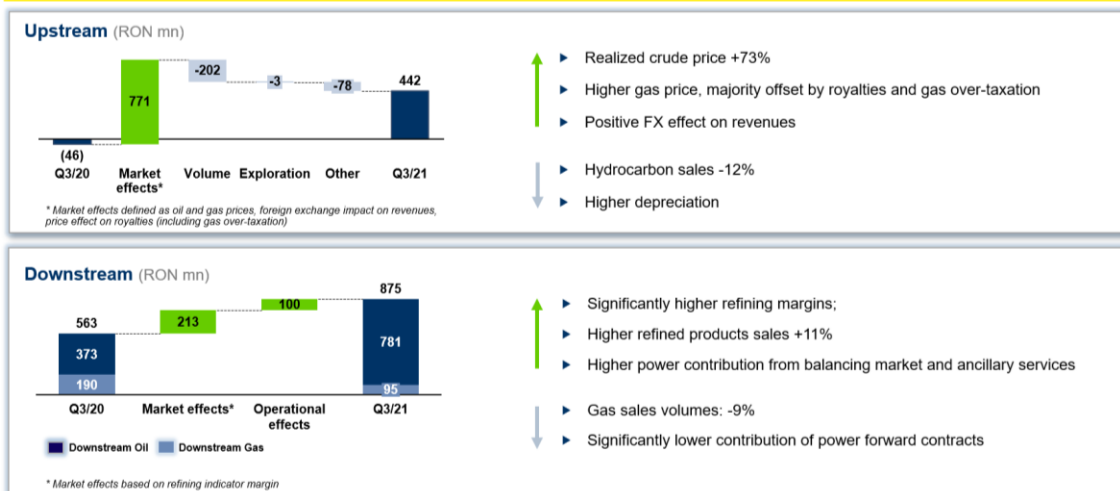 Upstream (RON mn)
771
-202
-3
-78
442
(46)
Q3/20
Market
effects*
Volume
Exploration
Other
Q3/21
* Market effects defined as oil and gas prices, foreign exchange impact on revenues,
price effect on royalties (including gas over-taxation)
Realized crude price +73%
Higher gas price, majority offset by royalties and gas over-taxation
Positive FX effect on revenues
Hydrocarbon sales -12%
Higher depreciation
Downstream (RON mn)
563
373
190
213
100
875
781
95
Q3/20
Market effects*
Operational
effects
Q3/21
Downstream Oil
Downstream Gas
* Market effects based on refining indicator margin
Significantly higher refining margins;
Higher refined products sales +11%
Higher power contribution from balancing market and ancillary services
Gas sales volumes: -9%
Significantly lower contribution of power forward contracts